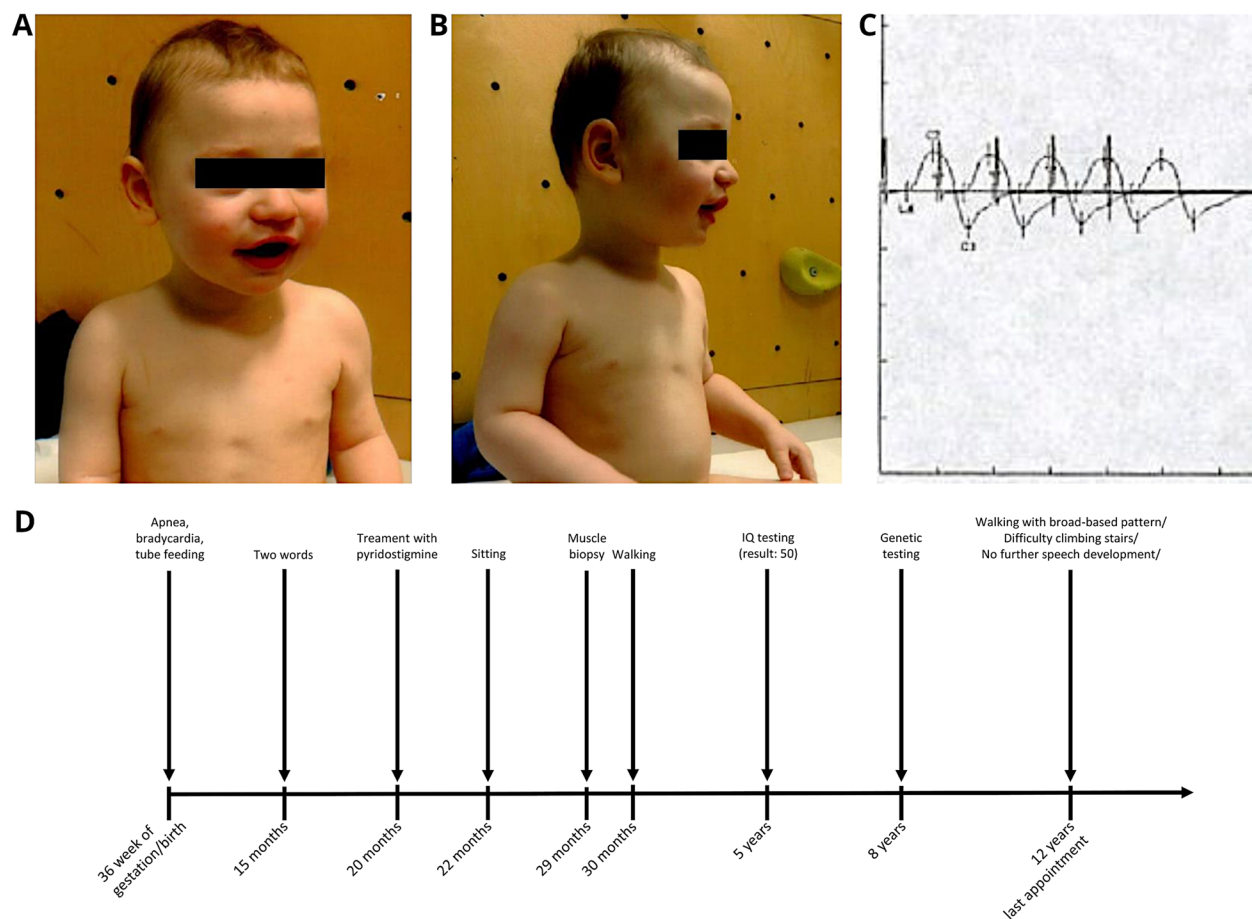 A
B
C
D
Apnea,
bradycardia,
tube feeding
Two words
Treament with
pyridostigmine
Sitting
Muscle
biopsy
Walking
IQ testing
(result: 50)
Genetic
testing
Walking with broad-based pattern/
Difficulty climbing stairs/
No further speech development/
36 week of
gestation/birth
15 months
20 months
22 months
29 months
30 months
5 years
8 years
12 years
last appointment